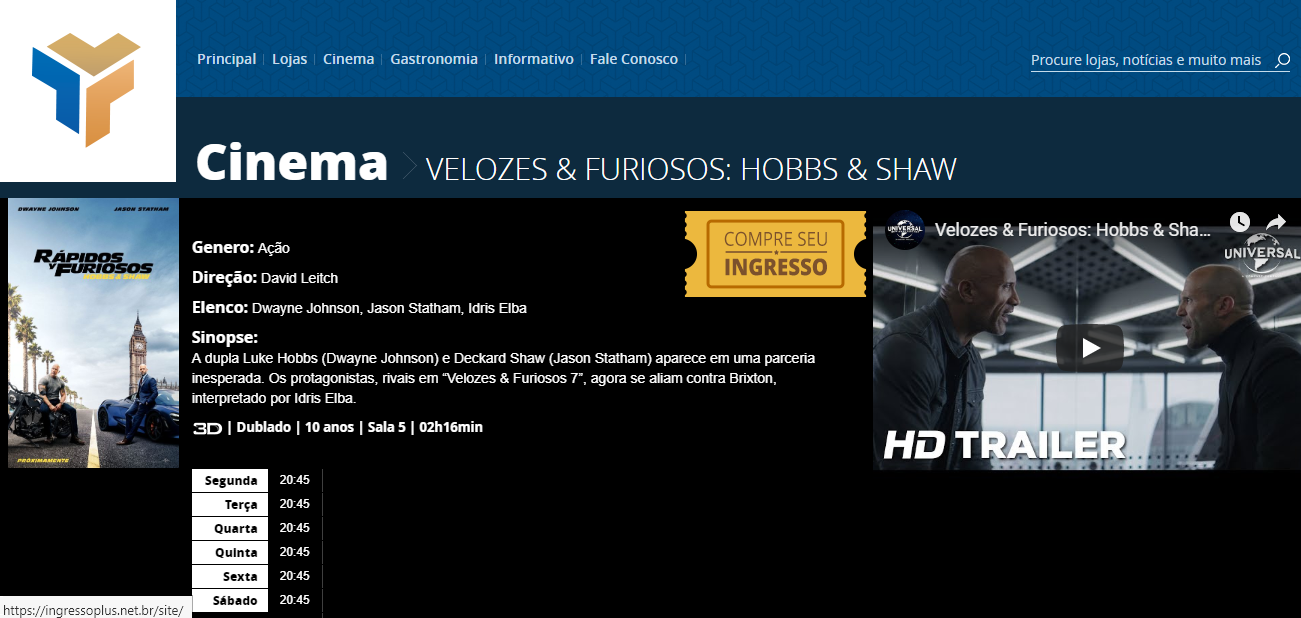 Principal
Lojas
Cinema
Gastronomia
Informativo
Fale Conosco
Procure lojas, notícias e muito mais
Cinema
VELOZES & FURIOSOS: HOBBS & SHAW
DWAYNE JOHNSON
JASON STATHAM
RÁPIDOS
Y FURIOSOS
HOBBS & SHAW
PRÓXIMAMENTE
Genero: Ação
Direção: David Leitch
Elenco: Dwayne Johnson, Jason Statham, Idris Elba
Sinopse:
A dupla Luke Hobbs (Dwayne Johnson) e Deckard Shaw (Jason Statham) aparece em uma parceria
inesperada. Os protagonistas, rivais em “Velozes & Furiosos 7”, agora se aliam contra Brixton,
interpretado por Idris Elba.
3D | Dublado | 10 anos | Sala 5 | 02h16min
COMPRE SEU
INGRESSO
UNIVERSAL
Velozes & Furiosos: Hobbs & Sha...
UNIVERSAL
HD TRAILER
Segunda 20:45
Terça 20:45
Quarta 20:45
Quinta 20:45
Sexta 20:45
Sábado 20:45
https://ingressoplus.net.br/site/